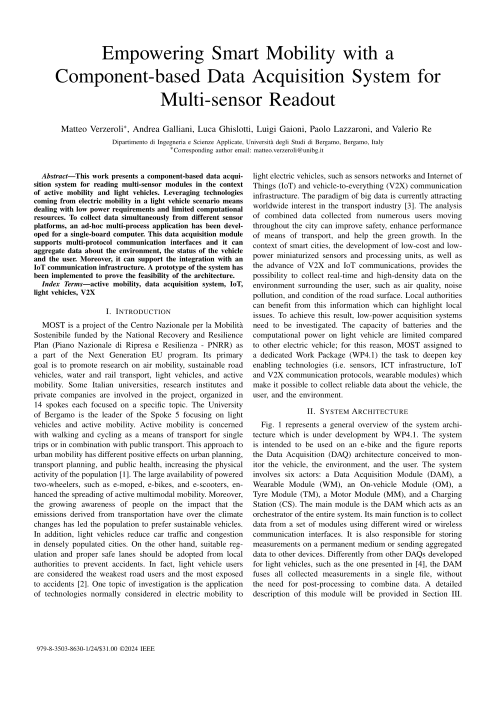 Empowering Smart Mobility with a
Component-based Data Acquisition System for
Multi-sensor Readout
Matteo Verzeroli*, Andrea Galliani, Luca Ghislotti, Luigi Gaioni, Paolo Lazzaroni, and Valerio Re
Dipartimento di Ingegneria e Scienze Applicate, Università degli Studi di Bergamo, Bergamo, Italy
*Corresponding author email: matteo.verzeroli@unibg.it
Abstract—This work presents a component-based data acqui-
sition system for reading multi-sensor modules in the context
of active mobility and light vehicles. Leveraging technologies
coming from electric mobility in a light vehicle scenario means
dealing with low power requirements and limited computational
resources. To collect data simultaneously from different sensor
platforms, an ad-hoc multi-process application has been devel-
oped for a single-board computer. This data acquisition module
supports multi-protocol communication interfaces and it can
aggregate data about the environment, the status of the vehicle
and the user. Moreover, it can support the integration with an
IoT communication infrastructure. A prototype of the system has
been implemented to prove the feasibility of the architecture.
Index Terms—active mobility, data acquisition system, IoT,
light vehicles, V2X
I. INTRODUCTION
MOST is a project of the Centro Nazionale per la Mobilità
Sostenibile funded by the National Recovery and Resilience
Plan (Piano Nazionale di Ripresa e Resilienza - PNRR) as
a part of the Next Generation EU program. Its primary
goal is to promote research on air mobility, sustainable road
vehicles, water and rail transport, light vehicles, and active
mobility. Some Italian universities, research institutes and
private companies are involved in the project, organized in
14 spokes each focused on a specific topic. The University
of Bergamo is the leader of the Spoke 5 focusing on light
vehicles and active mobility. Active mobility is concerned
with walking and cycling as a means of transport for single
trips or in combination with public transport. This approach to
urban mobility has different positive effects on urban planning,
transport planning, and public health, increasing the physical
activity of the population [1]. The large availability of powered
two-wheelers, such as e-moped, e-bikes, and e-scooters, en-
hanced the spreading of active multimodal mobility. Moreover,
the growing awareness of people on the impact that the
emissions derived from transportation have over the climate
changes has led the population to prefer sustainable vehicles.
In addition, light vehicles reduce car traffic and congestion
in densely populated cities. On the other hand, suitable reg-
ulation and proper safe lanes should be adopted from local
authorities to prevent accidents. In fact, light vehicle users
are considered the weakest road users and the most exposed
to accidents [2]. One topic of investigation is the application
of technologies normally considered in electric mobility to
light electric vehicles, such as sensors networks and Internet of
Things (IoT) and vehicle-to-everything (V2X) communication
infrastructure. The paradigm of big data is currently attracting
worldwide interest in the transport industry [3]. The analysis
of combined data collected from numerous users moving
throughout the city can improve safety, enhance performance
of means of transport, and help the green growth. In the
context of smart cities, the development of low-cost and low-
power miniaturized sensors and processing units, as well as
the advance of V2X and IoT communications, provides the
possibility to collect real-time and high-density data on the
environment surrounding the user, such as air quality, noise
pollution, and condition of the road surface. Local authorities
can benefit from this information which can highlight local
issues. To achieve this result, low-power acquisition systems
need to be investigated. The capacity of batteries and the
computational power on light vehicle are limited compared
to other electric vehicle; for this reason, MOST assigned to
a dedicated Work Package (WP4.1) the task to deepen key
enabling technologies (i.e. sensors, ICT infrastructure, IoT
and V2X communication protocols, wearable modules) which
make it possible to collect reliable data about the vehicle, the
user, and the environment.
II. SYSTEM ARCHITECTURE
Fig. 1 represents a general overview of the system archi-
tecture which is under development by WP4.1. The system
is intended to be used on an e-bike and the figure reports
the Data Acquisition (DAQ) architecture conceived to mon-
itor the vehicle, the environment, and the user. The system
involves six actors: a Data Acquisition Module (DAM), a
Wearable Module (WM), an On-vehicle Module (OM), a
Tyre Module (TM), a Motor Module (MM), and a Charging
Station (CS). The main module is the DAM which acts as an
orchestrator of the entire system. Its main function is to collect
data from a set of modules using different wired or wireless
communication interfaces. It is also responsible for storing
measurements on a permanent medium or sending aggregated
data to other devices. Differently from other DAQs developed
for light vehicles, such as the one presented in [4], the DAM
fuses all collected measurements in a single file, without
the need for post-processing to combine data. A detailed
description of this module will be provided in Section III.
979-8-3503-8630-1/24/$31.00 ©2024 IEEE